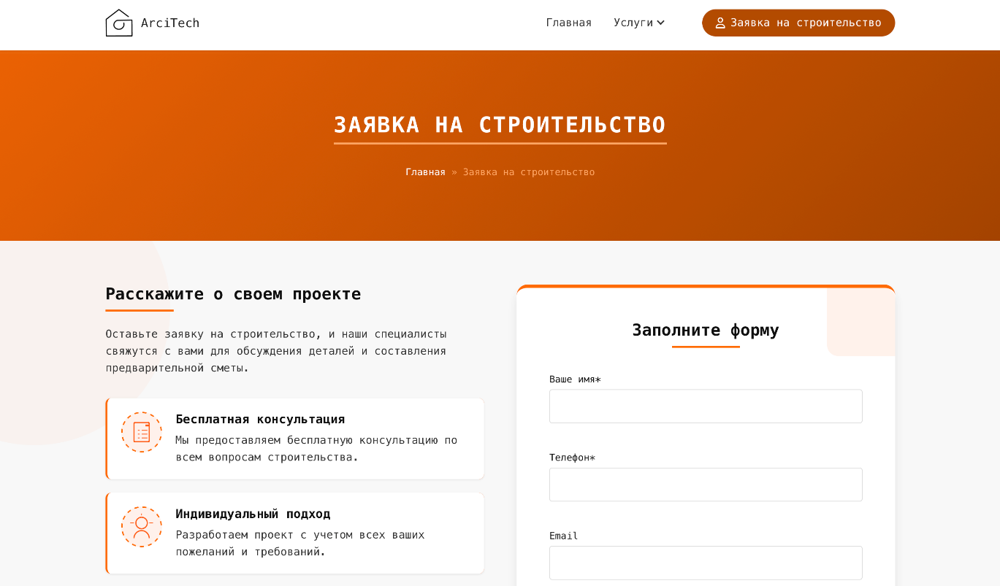 ArciTech
Главная
Услуги
Заявка на строительство
ЗАЯВКА НА СТРОИТЕЛЬСТВО
Главная » Заявка на строительство
Расскажите о своем проекте
Оставьте заявку на строительство, и наши специалисты
свяжутся с вами для обсуждения деталей и составления
предварительной сметы.
Бесплатная консультация
Мы предоставляем бесплатную консультацию по
всем вопросам строительства.
Индивидуальный подход
Разработаем проект с учетом всех ваших
пожеланий и требований.
Заполните форму
Ваше имя*
Телефон*
Email